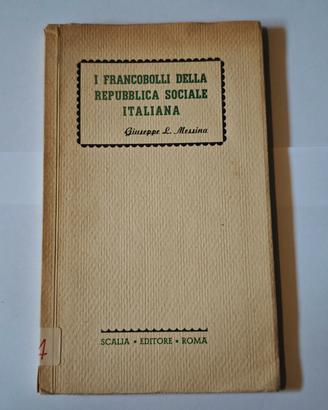 I FRANCOBOLLI DELLA
REPUBBLICA SOCIALE
ITALIANA
Giuseppe L. Messina
SCALIA • EDITORE • ROMA